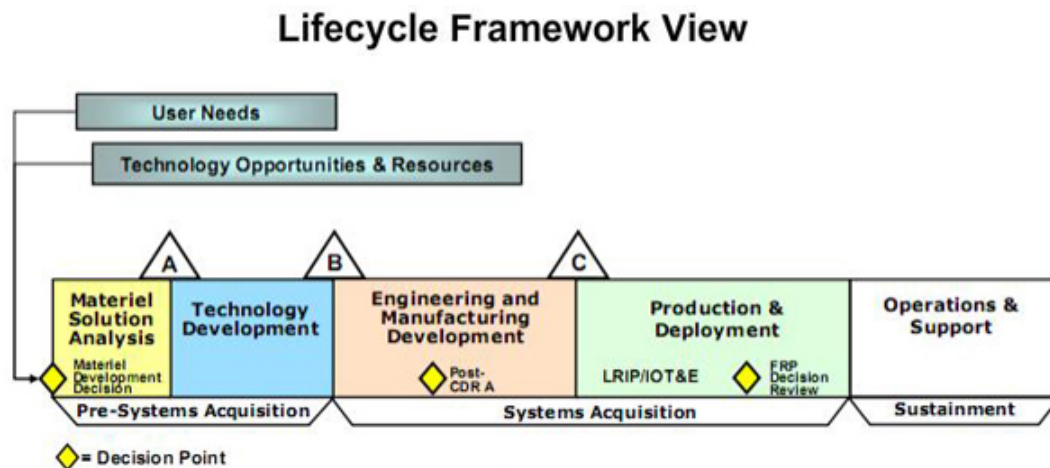 Lifecycle Framework View
User Needs
Technology Opportunities & Resources
A
B
C
Materiel
Solution
Analysis
Materiel
Development
Decision
Technology
Development
Engineering and
Manufacturing
Development
Post-
CDR A
Production &
Deployment
LRIP/IOT&E
FRP
Decision
Review
Operations &
Support
Pre-Systems Acquisition
Systems Acquisition
Sustainment
= Decision Point